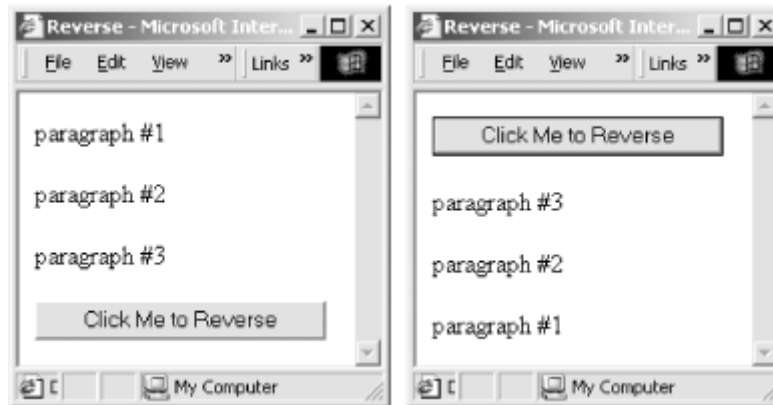 Reverse - Microsoft Inter...
File Edit View » Links »
paragraph #1
paragraph #2
paragraph #3
Click Me to Reverse
My Computer
Reverse - Microsoft Inter...
File Edit View » Links »
Click Me to Reverse
paragraph #3
paragraph #2
paragraph #1
My Computer